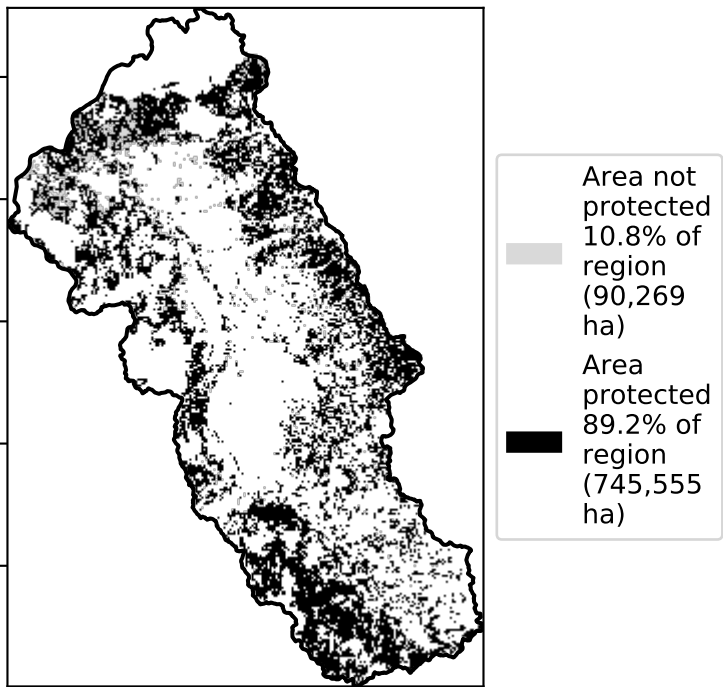 Area not
protected
10.8% of
region
(90,269
ha)
Area
protected
89.2% of
region
(745,555
ha)